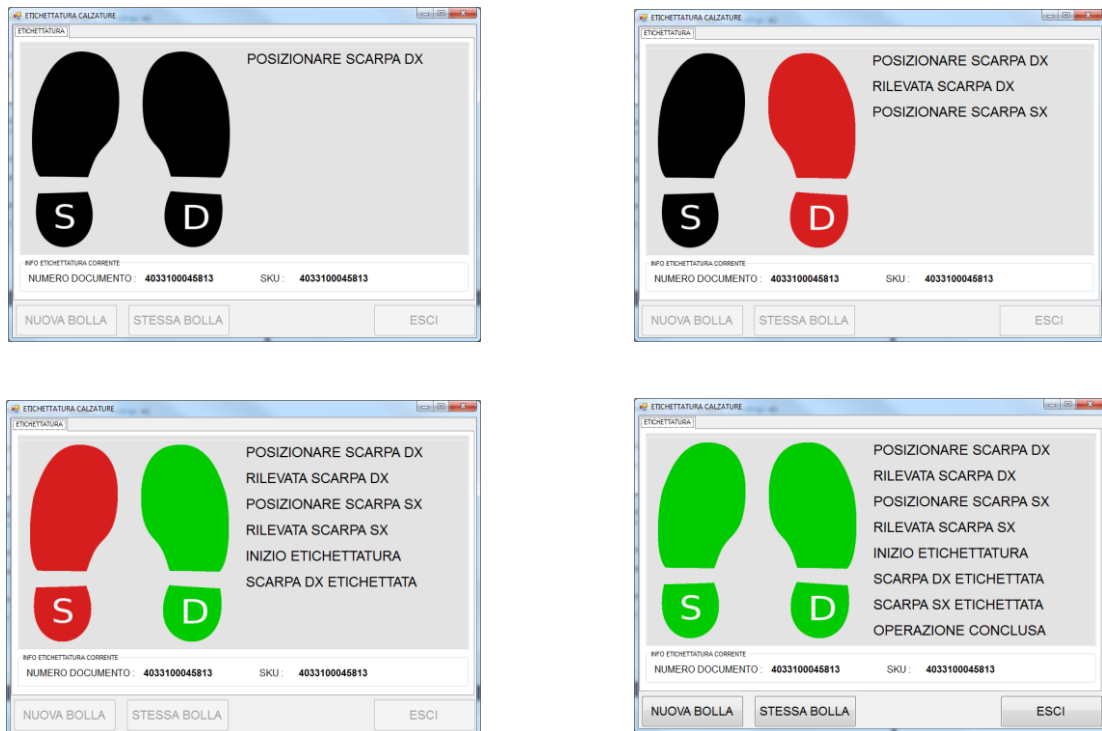 ETICHETTATURA CALZATURE
ETICHETTATURA
POSIZIONARE SCARPA DX
S D
INFO ETICHETTATURA CORRENTE
NUMERO DOCUMENTO : 4033100045813 SKU : 4033100045813
NUOVA BOLLA STESSA BOLLA ESCI
ETICHETTATURA CALZATURE
ETICHETTATURA
POSIZIONARE SCARPA DX
RILEVATA SCARPA DX
POSIZIONARE SCARPA SX
S D
INFO ETICHETTATURA CORRENTE
NUMERO DOCUMENTO : 4033100045813 SKU : 4033100045813
NUOVA BOLLA STESSA BOLLA ESCI
ETICHETTATURA CALZATURE
ETICHETTATURA
POSIZIONARE SCARPA DX
RILEVATA SCARPA DX
POSIZIONARE SCARPA SX
RILEVATA SCARPA SX
INIZIO ETICHETTATURA
SCARPA DX ETICHETTATA
S D
INFO ETICHETTATURA CORRENTE
NUMERO DOCUMENTO : 4033100045813 SKU : 4033100045813
NUOVA BOLLA STESSA BOLLA ESCI
ETICHETTATURA CALZATURE
ETICHETTATURA
POSIZIONARE SCARPA DX
RILEVATA SCARPA DX
POSIZIONARE SCARPA SX
RILEVATA SCARPA SX
INIZIO ETICHETTATURA
SCARPA DX ETICHETTATA
SCARPA SX ETICHETTATA
OPERAZIONE CONCLUSA
S D
INFO ETICHETTATURA CORRENTE
NUMERO DOCUMENTO : 4033100045813 SKU : 4033100045813
NUOVA BOLLA STESSA BOLLA ESCI